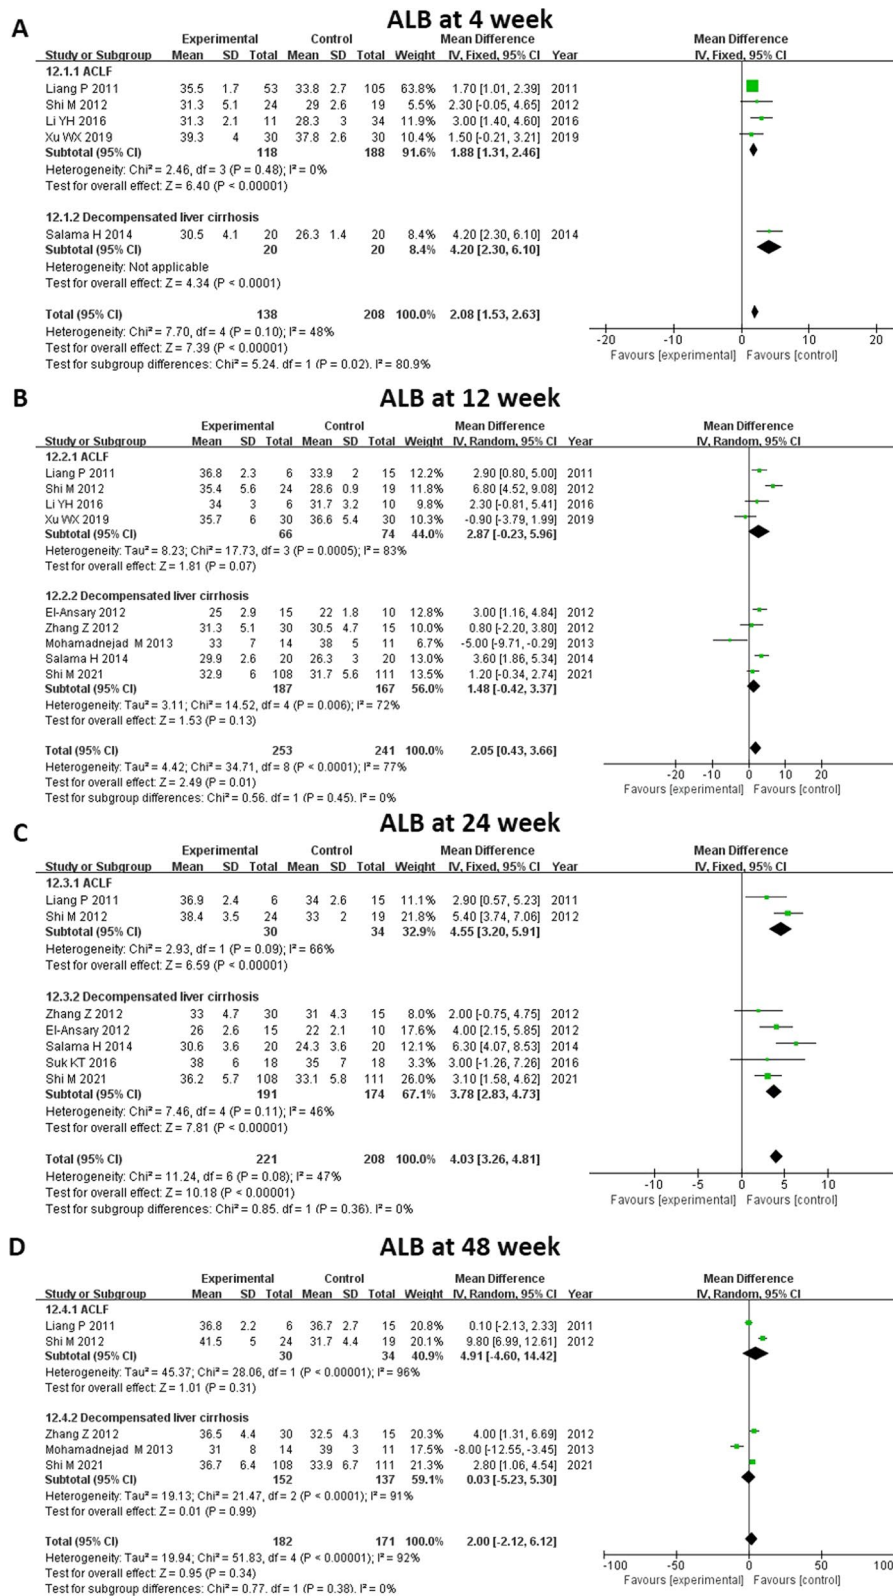 A
ALB at 4 week
Experimental Control Mean Difference Mean Difference
Study or Subgroup Mean SD Total Mean SD Total Weight IV, Fixed, 95% CI Year IV, Fixed, 95% CI
12.1.1 ACLF
Liang P 2011 35.5 1.7 53 33.8 2.7 105 63.8% 1.70 [1.01, 2.39] 2011
Shi M 2012 31.3 5.1 24 29 2.6 19 5.5% 2.30 [-0.05, 4.65] 2012
Li YH 2016 31.3 2.1 11 28.3 3 34 11.9% 3.00 [1.40, 4.60] 2016
Xu WX 2019 39.3 4 30 37.8 2.6 30 10.4% 1.50 [-0.21, 3.21] 2019
Subtotal (95% CI) 118 188 91.6% 1.88 [1.31, 2.46]
Heterogeneity: Chi² = 2.46, df = 3 (P = 0.48); I² = 0%
Test for overall effect: Z = 6.40 (P < 0.00001)
12.1.2 Decompensated liver cirrhosis
Salama H 2014 30.5 4.1 20 26.3 1.4 20 8.4% 4.20 [2.30, 6.10] 2014
Subtotal (95% CI) 20 20 8.4% 4.20 [2.30, 6.10]
Heterogeneity: Not applicable
Test for overall effect: Z = 4.34 (P < 0.0001)
Total (95% CI) 138 208 100.0% 2.08 [1.53, 2.63]
Heterogeneity: Chi² = 7.70, df = 4 (P = 0.10); I² = 48%
Test for overall effect: Z = 7.39 (P < 0.00001)
Test for subgroup differences: Chi² = 5.24, df = 1 (P = 0.02), I² = 80.9%
-20 -10 0 10 20
Favours [experimental] Favours [control]
B
ALB at 12 week
Experimental Control Mean Difference Mean Difference
Study or Subgroup Mean SD Total Mean SD Total Weight IV, Random, 95% CI Year IV, Random, 95% CI
12.2.1 ACLF
Liang P 2011 36.8 2.3 6 33.9 2 15 12.2% 2.90 [0.80, 5.00] 2011
Shi M 2012 35.4 5.6 24 28.6 0.9 19 11.8% 6.80 [4.52, 9.08] 2012
Li YH 2016 34 3 6 31.7 3.2 10 9.8% 2.30 [-0.81, 5.41] 2016
Xu WX 2019 35.7 6 30 36.6 5.4 30 10.3% -0.90 [-3.79, 1.99] 2019
Subtotal (95% CI) 66 74 44.0% 2.87 [-0.23, 5.96]
Heterogeneity: Tau² = 8.23; Chi² = 17.73, df = 3 (P = 0.0005); I² = 83%
Test for overall effect: Z = 1.81 (P = 0.07)
12.2.2 Decompensated liver cirrhosis
El-Ansary 2012 25 2.9 15 22 1.8 10 12.8% 3.00 [1.16, 4.84] 2012
Zhang Z 2012 31.3 5.1 30 30.5 4.7 15 10.0% 0.80 [-2.20, 3.80] 2012
Mohamadnejad M 2013 33 7 14 38 5 11 6.4% -5.00 [-9.71, -0.29] 2013
Salama H 2014 29.9 2.6 20 26.3 3 20 13.0% 3.60 [1.86, 5.34] 2014
Shi M 2021 32.9 6 108 31.7 5.6 111 13.5% 1.20 [-0.34, 2.74] 2021
Subtotal (95% CI) 187 167 56.0% 1.48 [-0.42, 3.37]
Heterogeneity: Tau² = 3.11; Chi² = 14.52, df = 4 (P = 0.006); I² = 72%
Test for overall effect: Z = 1.53 (P = 0.13)
Total (95% CI) 253 241 100.0% 2.05 [0.43, 3.66]
Heterogeneity: Tau² = 4.42; Chi² = 34.71, df = 8 (P < 0.0001); I² = 77%
Test for overall effect: Z = 2.49 (P = 0.01)
Test for subgroup differences: Chi² = 0.56, df = 1 (P = 0.45), I² = 0%
-20 -10 0 10 20
Favours [experimental] Favours [control]
C
ALB at 24 week
Experimental Control Mean Difference Mean Difference
Study or Subgroup Mean SD Total Mean SD Total Weight IV, Fixed, 95% CI Year IV, Fixed, 95% CI
12.3.1 ACLF
Liang P 2011 36.9 2.4 6 34 2.6 15 11.1% 2.90 [0.57, 5.23] 2011
Shi M 2012 38.4 3.5 24 33 2 19 21.8% 5.40 [3.74, 7.06] 2012
Subtotal (95% CI) 30 34 32.9% 4.55 [3.20, 5.91]
Heterogeneity: Chi² = 2.93, df = 1 (P = 0.09); I² = 66%
Test for overall effect: Z = 6.59 (P < 0.00001)
12.3.2 Decompensated liver cirrhosis
Zhang Z 2012 33 4.7 30 31 4.3 15 8.0% 2.00 [-0.75, 4.75] 2012
El-Ansary 2012 26 2.6 15 22 2.1 10 17.6% 4.00 [2.15, 5.85] 2012
Salama H 2014 30.6 3.6 20 24.3 3.6 20 12.1% 6.30 [4.07, 8.53] 2014
Suk KT 2016 38 6 18 35 7 18 3.3% 3.00 [-1.26, 7.26] 2016
Shi M 2021 36.2 5.7 108 33.1 5.8 111 26.0% 3.10 [1.58, 4.62] 2021
Subtotal (95% CI) 191 174 67.1% 3.78 [2.83, 4.73]
Heterogeneity: Chi² = 7.46, df = 4 (P = 0.11); I² = 46%
Test for overall effect: Z = 7.81 (P < 0.00001)
Total (95% CI) 221 208 100.0% 4.03 [3.26, 4.81]
Heterogeneity: Chi² = 11.24, df = 6 (P = 0.08); I² = 47%
Test for overall effect: Z = 10.18 (P < 0.00001)
Test for subgroup differences: Chi² = 0.85, df = 1 (P = 0.36), I² = 0%
-10 -5 0 5 10
Favours [experimental] Favours [control]
D
ALB at 48 week
Experimental Control Mean Difference Mean Difference
Study or Subgroup Mean SD Total Mean SD Total Weight IV, Random, 95% CI Year IV, Random, 95% CI
12.4.1 ACLF
Liang P 2011 36.8 2.2 6 36.7 2.7 15 20.8% 0.10 [-2.13, 2.33] 2011
Shi M 2012 41.5 5 24 31.7 4.4 19 20.1% 9.80 [6.99, 12.61] 2012
Subtotal (95% CI) 30 34 40.9% 4.91 [-4.60, 14.42]
Heterogeneity: Tau² = 45.37; Chi² = 28.06, df = 1 (P < 0.00001); I² = 96%
Test for overall effect: Z = 1.01 (P = 0.31)
12.4.2 Decompensated liver cirrhosis
Zhang Z 2012 36.5 4.4 30 32.5 4.3 15 20.3% 4.00 [1.31, 6.69] 2012
Mohamadnejad M 2013 31 8 14 39 3 11 17.5% -8.00 [-12.55, -3.45] 2013
Shi M 2021 36.7 6.4 108 33.9 6.7 111 21.3% 2.80 [1.06, 4.54] 2021
Subtotal (95% CI) 152 137 59.1% 0.03 [-5.23, 5.30]
Heterogeneity: Tau² = 19.13; Chi² = 21.47, df = 2 (P < 0.0001); I² = 91%
Test for overall effect: Z = 0.01 (P = 0.99)
Total (95% CI) 182 171 100.0% 2.00 [-2.12, 6.12]
Heterogeneity: Tau² = 19.94; Chi² = 51.83, df = 4 (P < 0.00001); I² = 92%
Test for overall effect: Z = 0.95 (P = 0.34)
Test for subgroup differences: Chi² = 0.77, df = 1 (P = 0.38), I² = 0%
-100 -50 0 50 100
Favours [experimental] Favours [control]